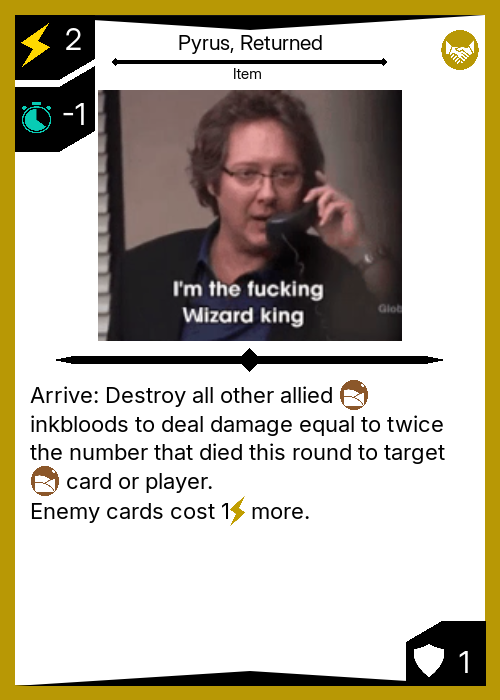 2
Pyrus, Returned
Item
-1
I'm the fucking
Wizard king
Glob
Arrive: Destroy all other allied
inkbloods to deal damage equal to twice
the number that died this round to target
card or player.
Enemy cards cost 1 more.
1